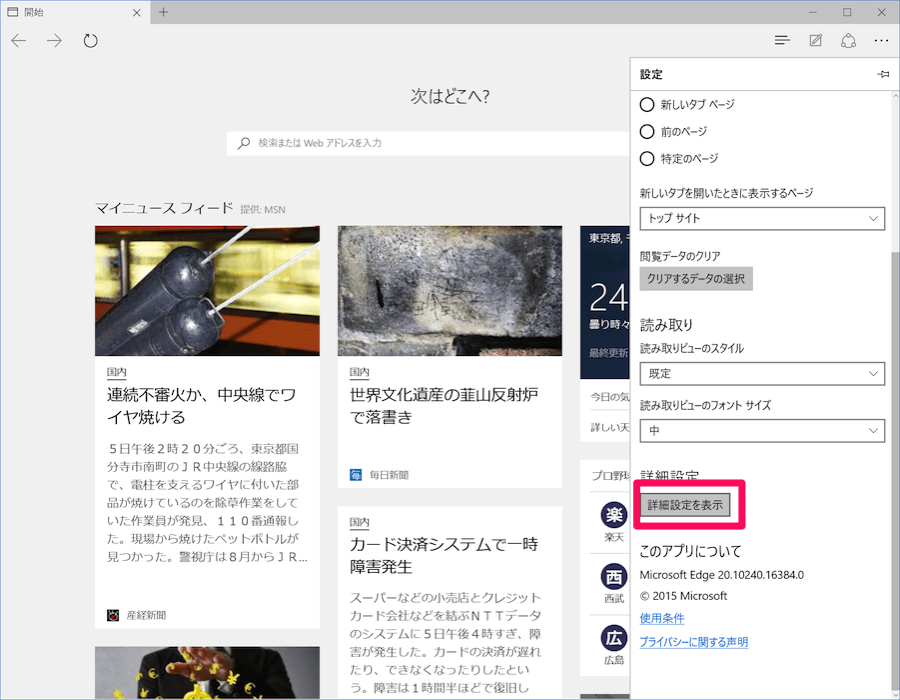 開始
次はどこへ?
検索または Web アドレスを入力
マイニュース フィード 提供: MSN
国内
連続不審火か、中央線でワ
イヤ焼ける
5日午後2時20分ごろ、東京都国
分寺市南町のJR中央線の線路脇
で、電柱を支えるワイヤに付いた部
品が焼けているのを除草作業をして
いた作業員が発見、110番通報し
た。現場から焼けたペットボトルが
見つかった。警視庁は8月からJR...
産経新聞
国内
世界文化遺産の韮山反射炉
で落書き
毎日新聞
国内
カード決済システムで一時
障害発生
スーパーなどの小売店とクレジット
カード会社などを結ぶNTTデータ
のシステムに5日午後4時すぎ、障
害が発生した。カードの決済が遅れ
たり、できなくなったりしたとい
う。障害は1時間半ほどで復旧し
東京都,
24
曇り時々
最終更新
今日の気
詳しい天
プロ野球
楽
楽天
西
西武
広
広島
設定
新しいタブ ページ
前のページ
特定のページ
新しいタブを開いたときに表示するページ
トップ サイト
閲覧データのクリア
クリアするデータの選択
読み取り
読み取りビューのスタイル
既定
読み取りビューのフォント サイズ
中
詳細設定
詳細設定を表示
このアプリについて
Microsoft Edge 20.10240.16384.0
© 2015 Microsoft
使用条件
プライバシーに関する声明